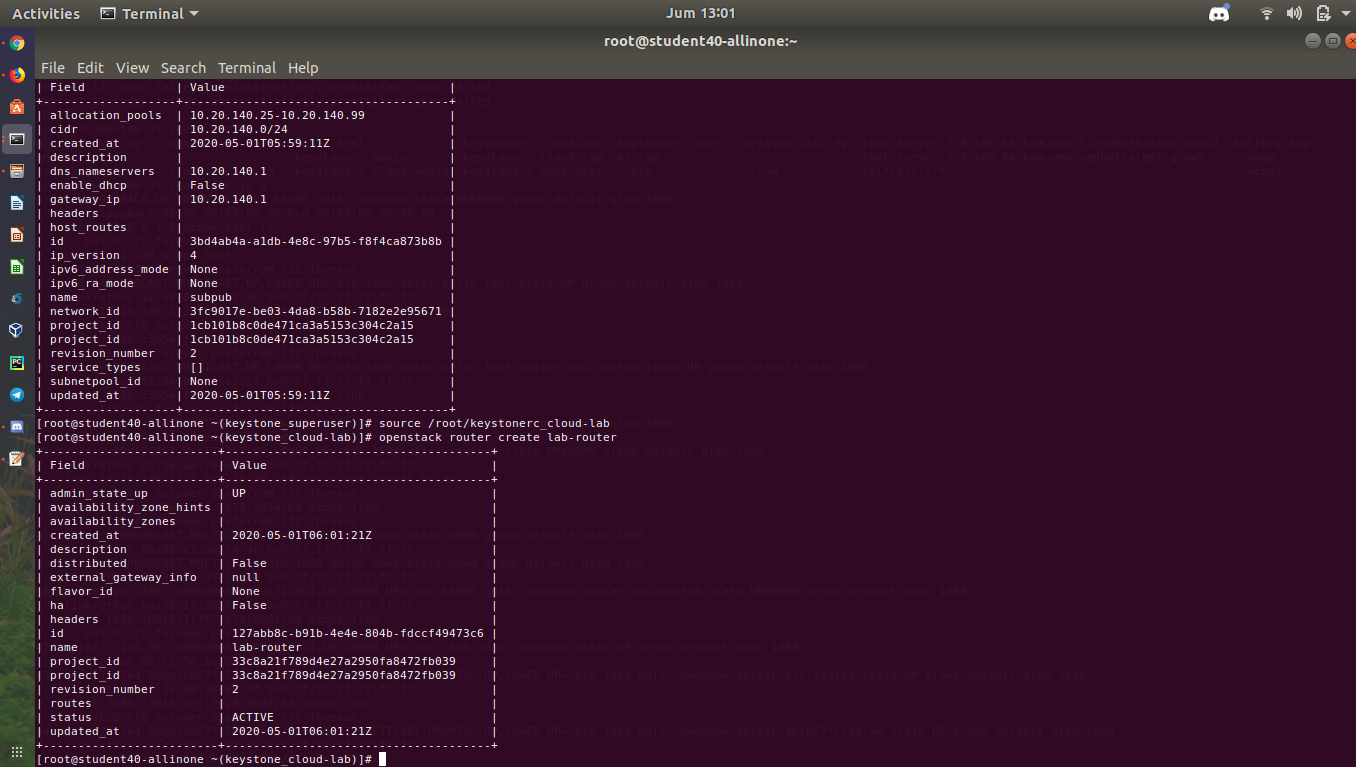 Activities Terminal Jum 13:01
root@student40-allinone:~
File Edit View Search Terminal Help
| Field | Value |
+-------------------+--------------------------------------+
| allocation_pools | 10.20.140.25-10.20.140.99 |
| cidr | 10.20.140.0/24 |
| created_at | 2020-05-01T05:59:11Z |
| description | |
| dns_nameservers | 10.20.140.1 |
| enable_dhcp | False |
| gateway_ip | 10.20.140.1 |
| headers | |
| host_routes | |
| id | 3bd4ab4a-a1db-4e8c-97b5-f8f4ca873b8b |
| ip_version | 4 |
| ipv6_address_mode | None |
| ipv6_ra_mode | None |
| name | subpub |
| network_id | 3fc9017e-be03-4da8-b58b-7182e2e95671 |
| project_id | 1cb101b8c0de471ca3a5153c304c2a15 |
| project_id | 1cb101b8c0de471ca3a5153c304c2a15 |
| revision_number | 2 |
| service_types | [] |
| subnetpool_id | None |
| updated_at | 2020-05-01T05:59:11Z |
+-------------------+--------------------------------------+
[root@student40-allinone ~(keystone_superuser)]# source /root/keystonerc_cloud-lab
[root@student40-allinone ~(keystone_cloud-lab)]# openstack router create lab-router
+-------------------------+--------------------------------------+
| Field | Value |
+-------------------------+--------------------------------------+
| admin_state_up | UP |
| availability_zone_hints | |
| availability_zones | |
| created_at | 2020-05-01T06:01:21Z |
| description | |
| distributed | False |
| external_gateway_info | null |
| flavor_id | None |
| ha | False |
| headers | |
| id | 127abb8c-b91b-4e4e-804b-fdccf49473c6 |
| name | lab-router |
| project_id | 33c8a21f789d4e27a2950fa8472fb039 |
| project_id | 33c8a21f789d4e27a2950fa8472fb039 |
| revision_number | 2 |
| routes | |
| status | ACTIVE |
| updated_at | 2020-05-01T06:01:21Z |
+-------------------------+--------------------------------------+
[root@student40-allinone ~(keystone_cloud-lab)]#